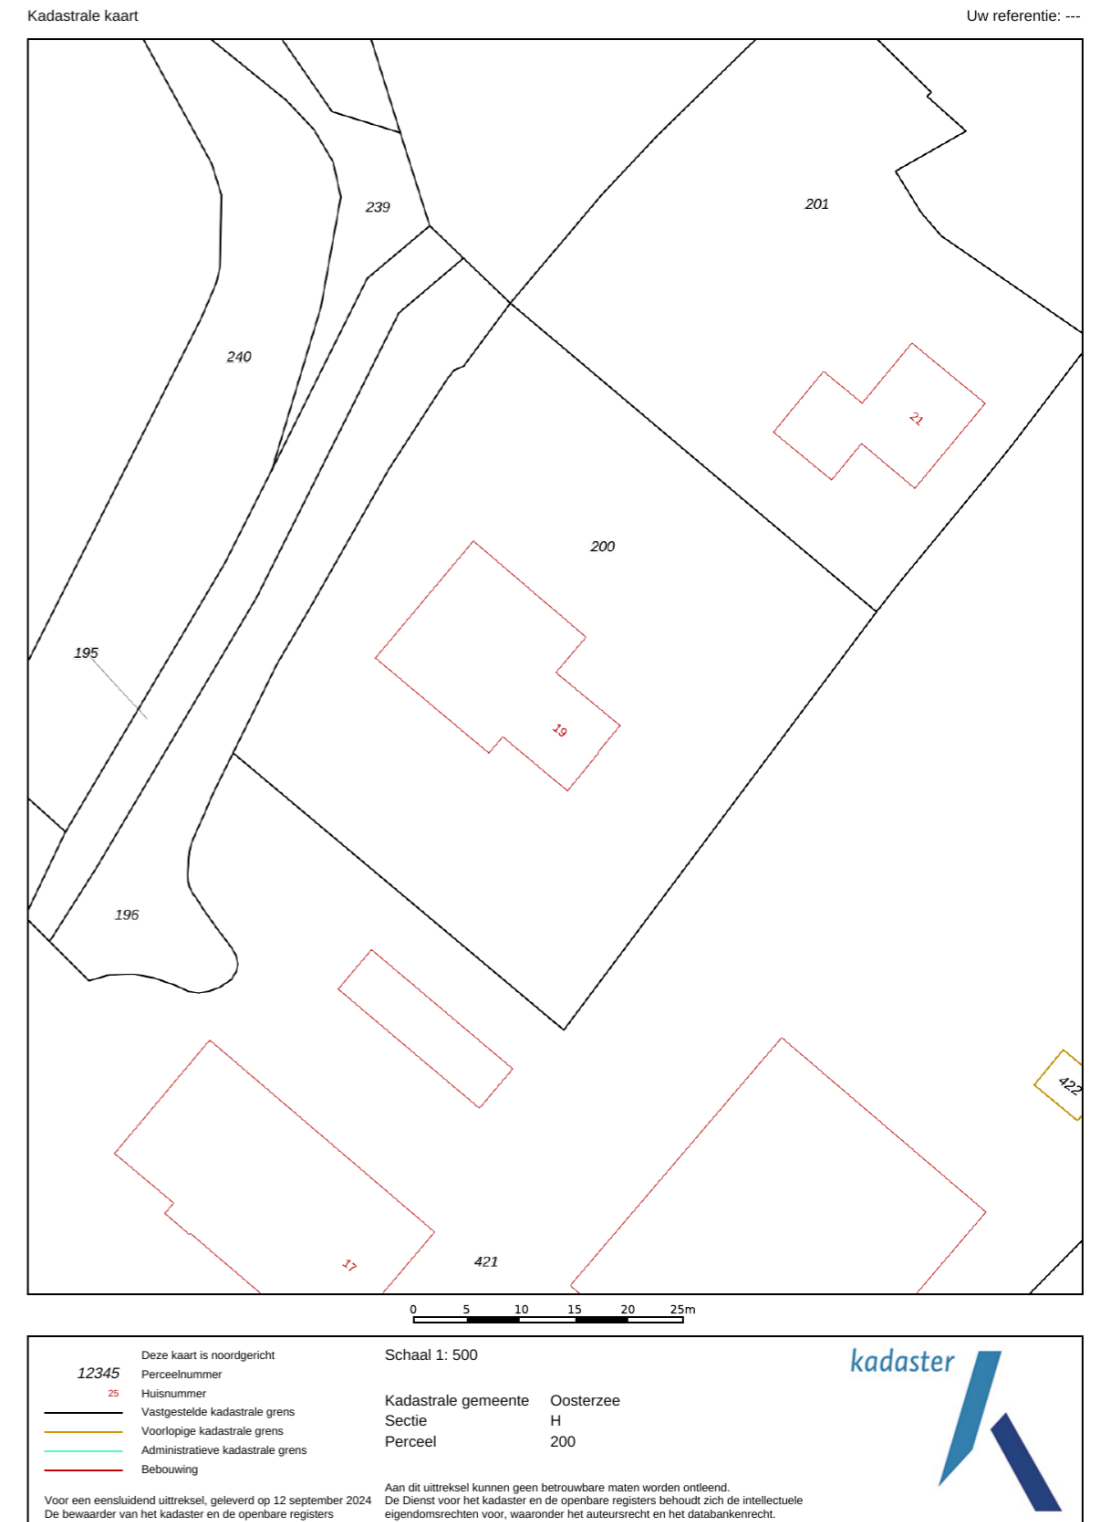 Kadastrale kaart
Uw referentie: ---
239
201
240
21
200
195
19
196
422
17
421
0 5 10 15 20 25m
Deze kaart is noordgericht
12345 Perceelnummer
25 Huisnummer
Vastgestelde kadastrale grens
Voorlopige kadastrale grens
Administratieve kadastrale grens
Bebouwing
Voor een eensluidend uittreksel, geleverd op 12 september 2024
De bewaarder van het kadaster en de openbare registers
Schaal 1: 500
Kadastrale gemeente Oosterzee
Sectie H
Perceel 200
Aan dit uittreksel kunnen geen betrouwbare maten worden ontleend.
De Dienst voor het kadaster en de openbare registers behoudt zich de intellectuele
eigendomsrechten voor, waaronder het auteursrecht en het databankenrecht.
kadaster